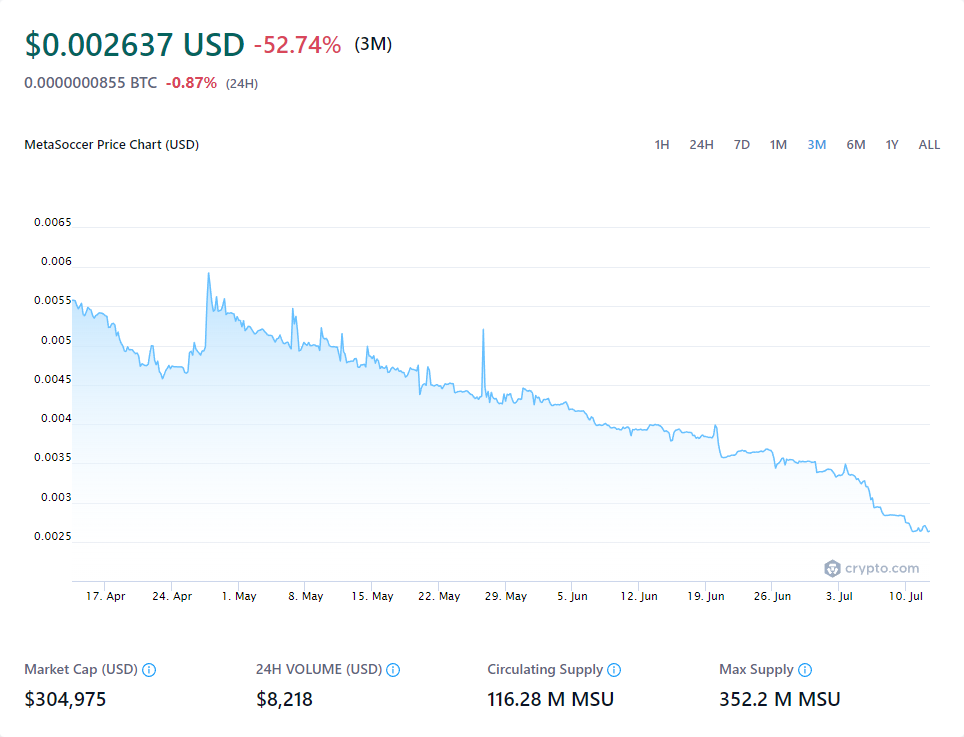 $0.002637 USD -52.74% (3M)
0.0000000855 BTC -0.87% (24H)
MetaSoccer Price Chart (USD) 1H 24H 7D 1M 3M 6M 1Y ALL
0.0065
0.006
0.0055
0.005
0.0045
0.004
0.0035
0.003
0.0025
crypto.com
17. Apr 24. Apr 1. May 8. May 15. May 22. May 29. May 5. Jun 12. Jun 19. Jun 26. Jun 3. Jul 10. Jul
Market Cap (USD) 24H VOLUME (USD) Circulating Supply Max Supply
$304,975 $8,218 116.28 M MSU 352.2 M MSU